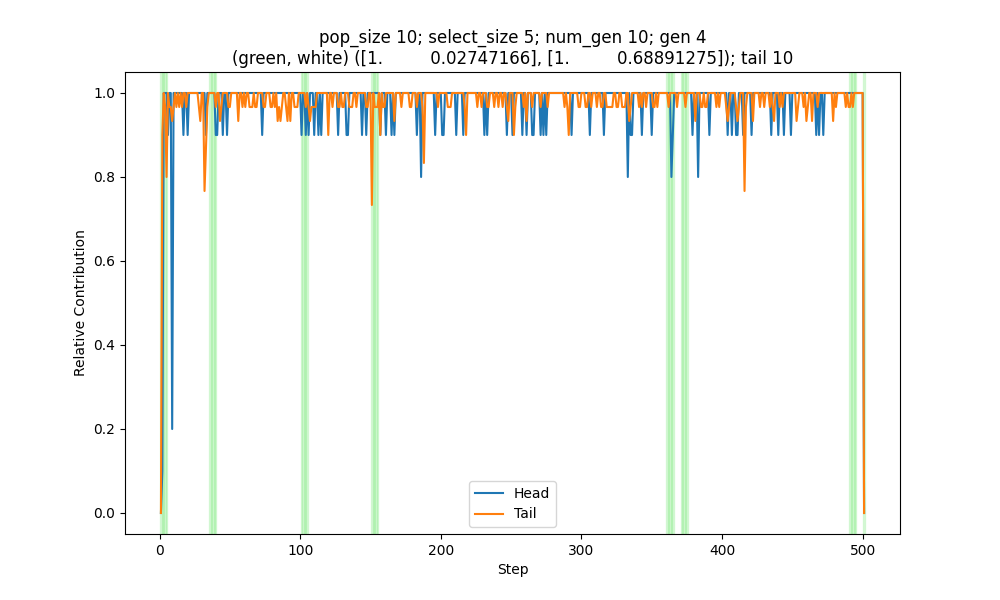 pop_size 10; select_size 5; num_gen 10; gen 4
(green, white) ([1.          0.02747166], [1.          0.68891275]); tail 10
Relative Contribution
1.0
0.8
0.6
0.4
0.2
0.0
Head
Tail
0 100 200 300 400 500
Step